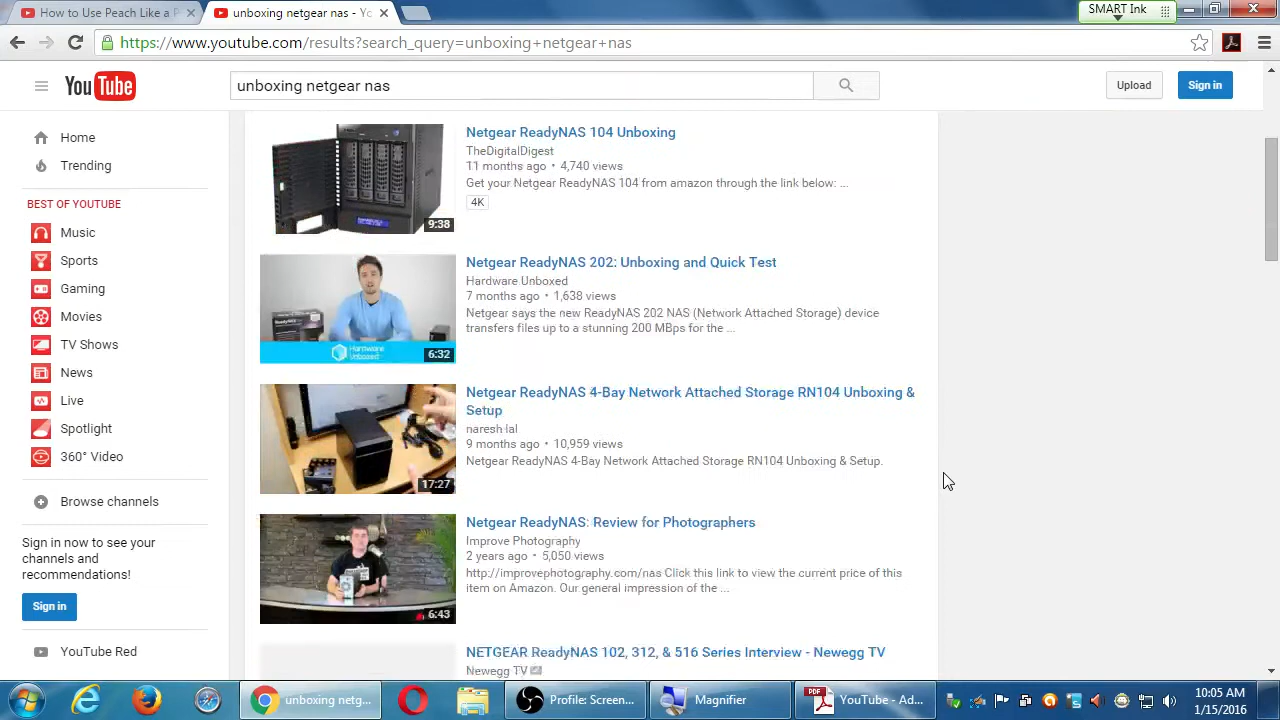 How to Use Peach Like a P
unboxing netgear nas - Yo
SMART Ink
https://www.youtube.com/results?search_query=unboxing+netgear+nas
YouTube
unboxing netgear nas
Upload
Sign in
Home
Trending
BEST OF YOUTUBE
Music
Sports
Gaming
Movies
TV Shows
News
Live
Spotlight
360° Video
Browse channels
Sign in now to see your
channels and
recommendations!
Sign in
YouTube Red
9:38
Netgear ReadyNAS 104 Unboxing
TheDigitalDigest
11 months ago • 4,740 views
Get your Netgear ReadyNAS 104 from amazon through the link below: ...
4K
Hardware
Unboxed
6:32
Netgear ReadyNAS 202: Unboxing and Quick Test
Hardware Unboxed
7 months ago • 1,638 views
Netgear says the new ReadyNAS 202 NAS (Network Attached Storage) device
transfers files up to a stunning 200 MBps for the ...
17:27
Netgear ReadyNAS 4-Bay Network Attached Storage RN104 Unboxing &
Setup
naresh lal
9 months ago • 10,959 views
Netgear ReadyNAS 4-Bay Network Attached Storage RN104 Unboxing & Setup.
6:43
Netgear ReadyNAS: Review for Photographers
Improve Photography
2 years ago • 5,050 views
http://improvephotography.com/nas Click this link to view the current price of this
item on Amazon. Our general impression of the ...
NETGEAR ReadyNAS 102, 312, & 516 Series Interview - Newegg TV
Newegg TV
unboxing netg...
Profile: Screen...
Magnifier
PDF
YouTube - Ad...
10:05 AM
1/15/2016